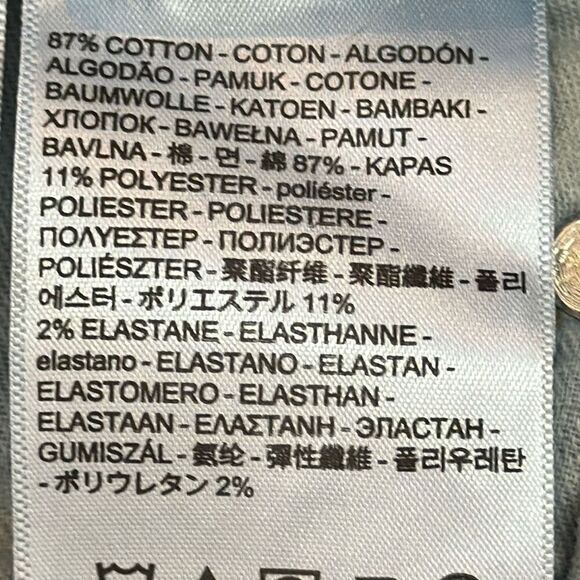 87% COTTON - COTON - ALGODÓN -
ALGODÃO - PAMUK - COTONE -
BAUMWOLLE - KATOEN - BAMBAKI -
ХЛОПОК - BAWEŁNA - PAMUT -
BAVLNA - 棉 - 면 - 綿 87% - KAPAS
11% POLYESTER - poliéster -
POLIESTER - POLIESTERE -
ΠΟΛΥΕΣΤΕΡ - ПОЛИЭСТЕР -
POLIÉSZTER - 聚酯纤维 - 聚酯纖維 - 폴리
에스터 - ポリエステル 11%
2% ELASTANE - ELASTHANNE -
elastano - ELASTANO - ELASTAN -
ELASTOMERO - ELASTHAN -
ELASTAAN - ΕΛΑΣΤΑΝΗ - ЭЛАСТАН -
GUMISZÁL - 氨纶 - 彈性纖維 - 폴리우레탄
- ポリウレタン 2%